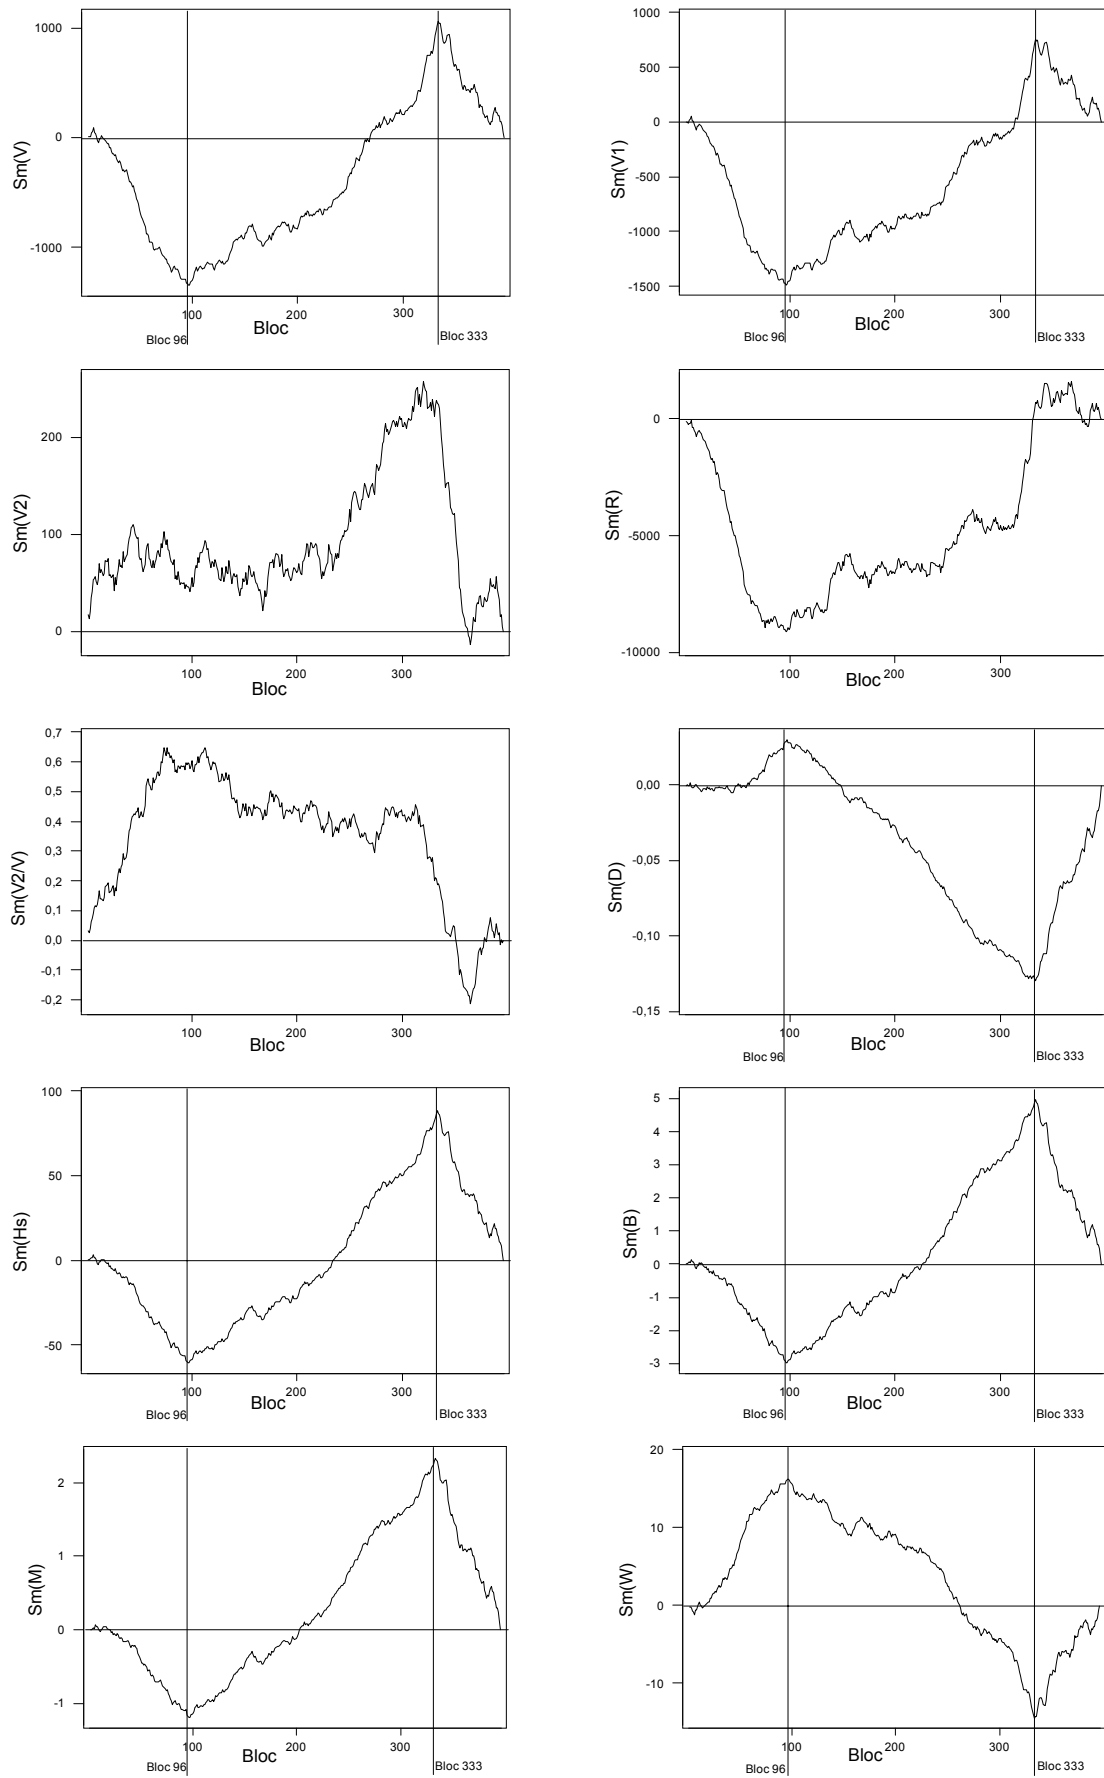 1000
0
-1000
Sm(V)
100
200
300
Bloc
Bloc 96
Bloc 333
1000
500
0
-500
-1000
-1500
Sm(V1)
100
200
300
Bloc
Bloc 96
Bloc 333
200
100
0
Sm(V2)
100
200
300
Bloc
0
-5000
-10000
Sm(R)
100
200
300
Bloc
0,7
0,6
0,5
0,4
0,3
0,2
0,1
0,0
-0,1
-0,2
Sm(V2/V)
100
200
300
Bloc
0,00
-0,05
-0,10
-0,15
Sm(D)
100
200
300
Bloc
Bloc 96
Bloc 333
100
50
0
-50
Sm(Hs)
100
200
300
Bloc
Bloc 96
Bloc 333
5
4
3
2
1
0
-1
-2
-3
Sm(B)
100
200
300
Bloc
Bloc 96
Bloc 333
2
1
0
-1
Sm(M)
100
200
300
Bloc
Bloc 96
Bloc 333
20
10
0
-10
Sm(W)
100
200
300
Bloc
Bloc 96
Bloc 333